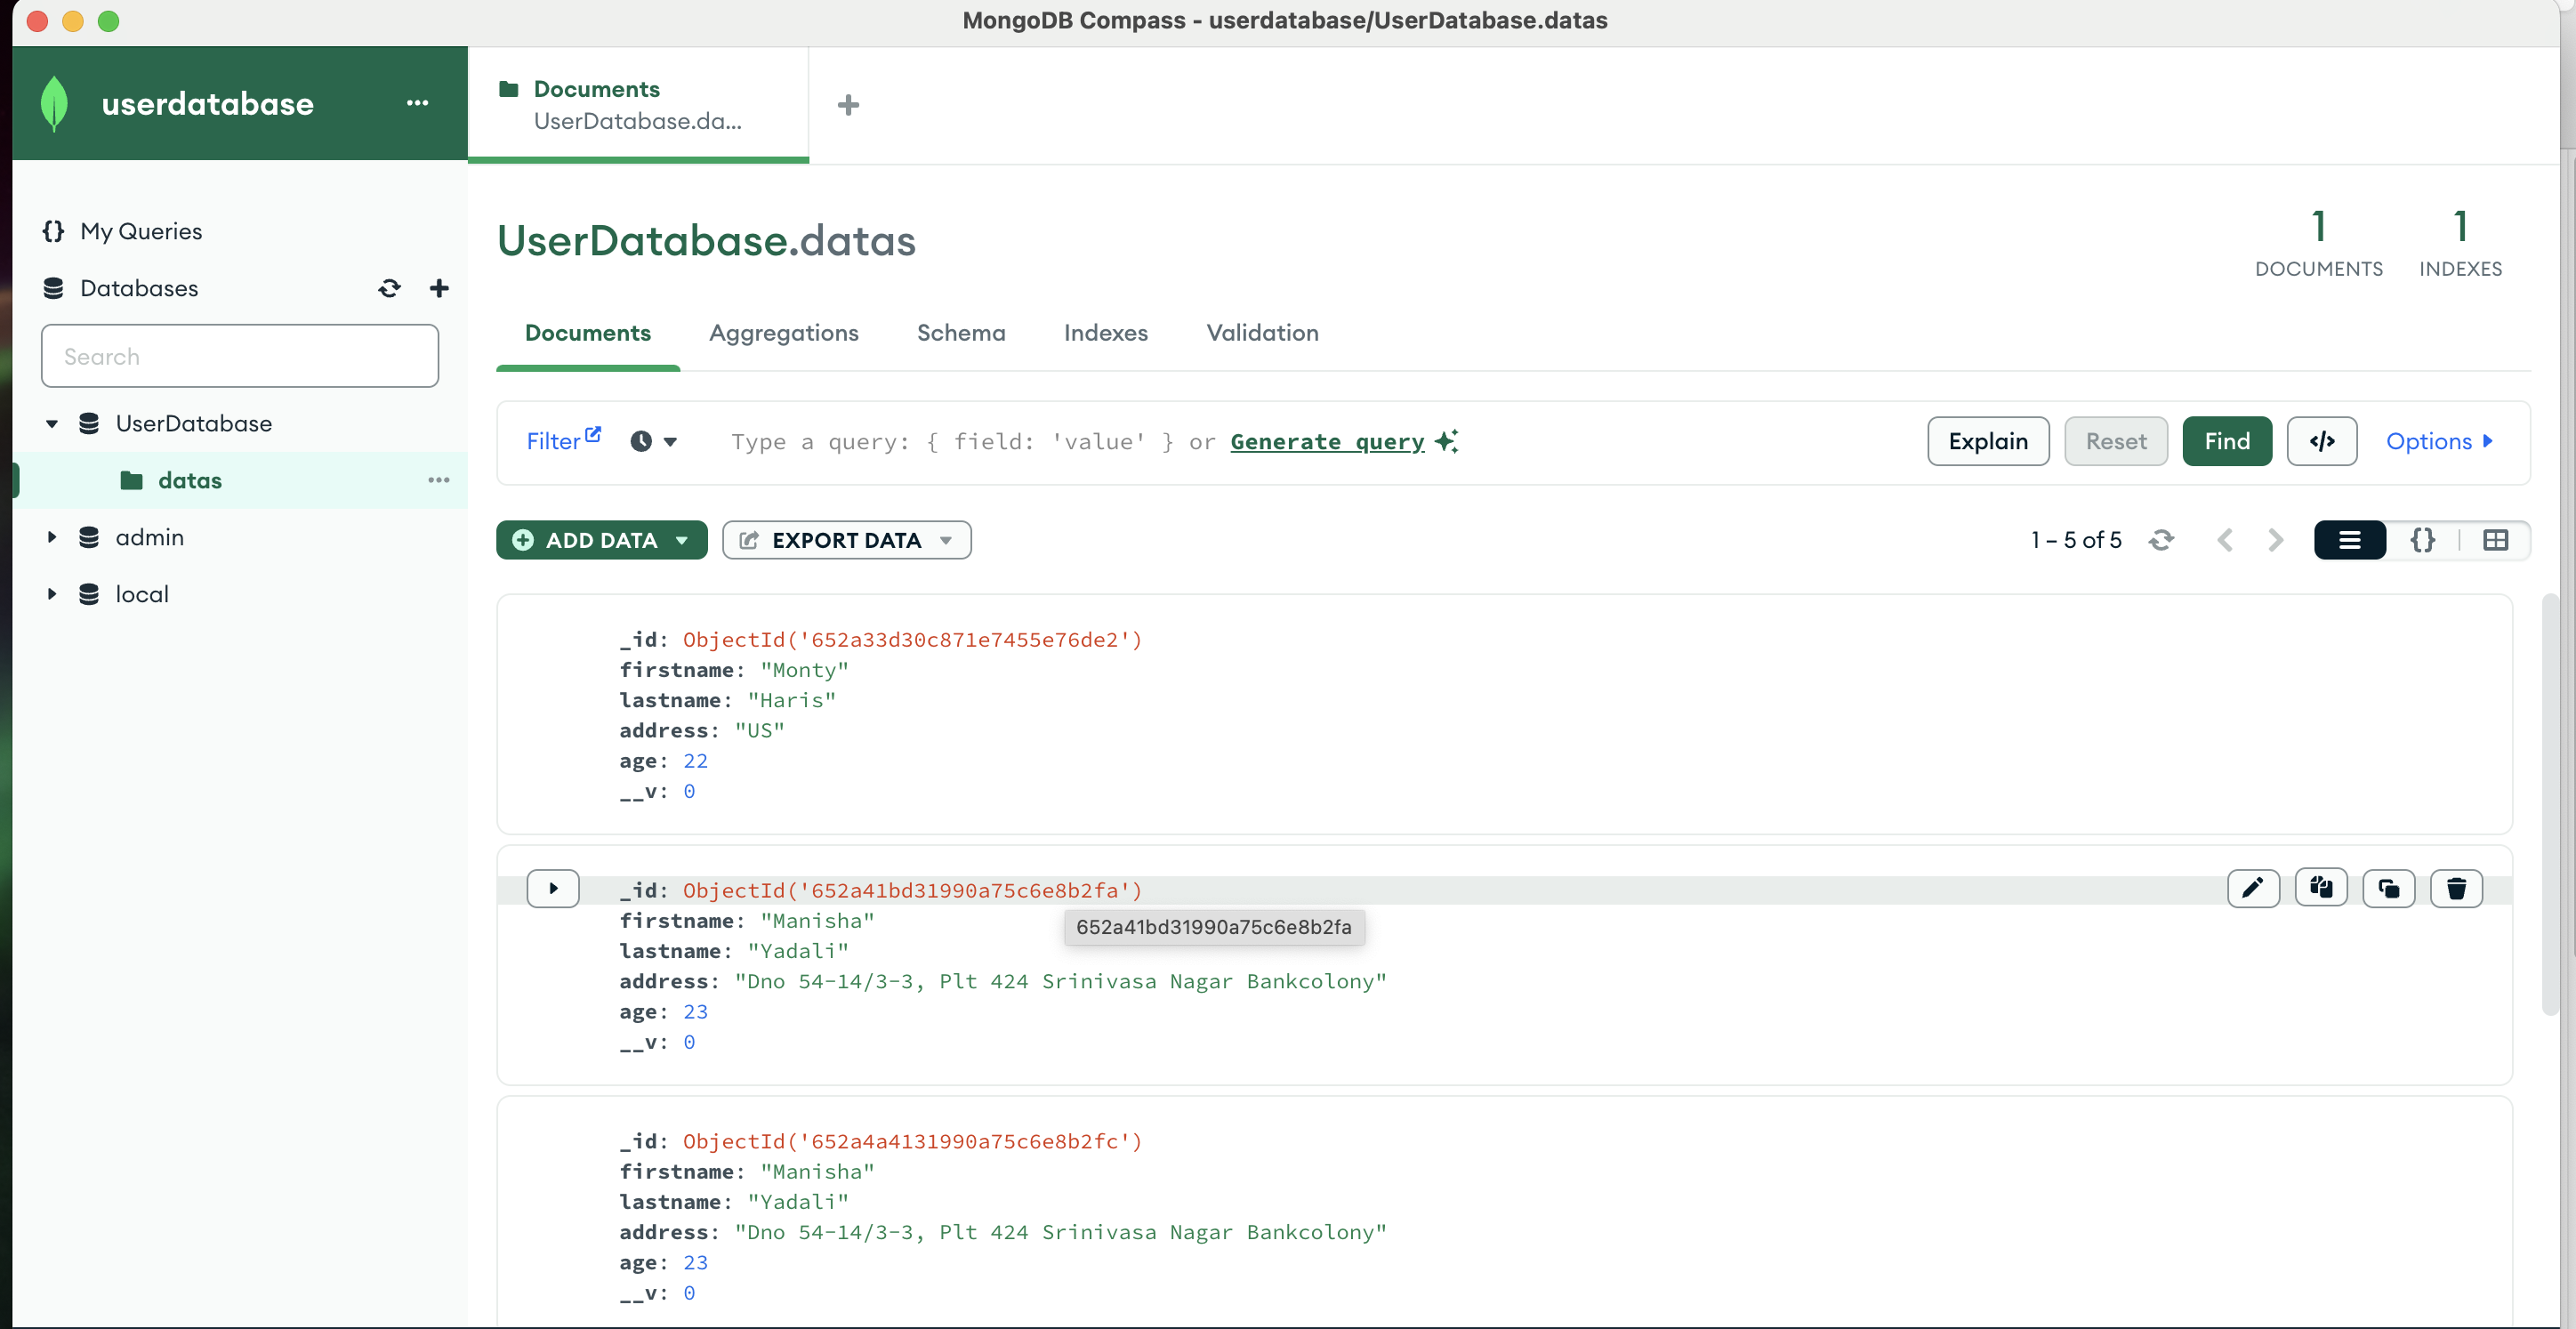 MongoDB Compass - userdatabase/UserDatabase.datas
userdatabase
Documents
UserDatabase.da...
My Queries
Databases
Search
UserDatabase
datas
admin
local
UserDatabase.datas
1
DOCUMENTS
1
INDEXES
Documents
Aggregations
Schema
Indexes
Validation
Filter
Type a query: { field: 'value' } or Generate query
Explain
Reset
Find
</>
Options
ADD DATA
EXPORT DATA
1 – 5 of 5
{}
_id: ObjectId('652a33d30c871e7455e76de2')
firstname: "Monty"
lastname: "Haris"
address: "US"
age: 22
__v: 0
_id: ObjectId('652a41bd31990a75c6e8b2fa')
firstname: "Manisha"
652a41bd31990a75c6e8b2fa
lastname: "Yadali"
address: "Dno 54-14/3-3, Plt 424 Srinivasa Nagar Bankcolony"
age: 23
__v: 0
_id: ObjectId('652a4a4131990a75c6e8b2fc')
firstname: "Manisha"
lastname: "Yadali"
address: "Dno 54-14/3-3, Plt 424 Srinivasa Nagar Bankcolony"
age: 23
__v: 0